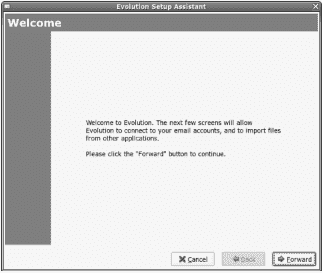 Evolution Setup Assistant
Welcome
Welcome to Evolution. The next few screens will allow
Evolution to connect to your email accounts, and to import files
from other applications.
Please click the "Forward" button to continue.
Cancel
Back
Forward